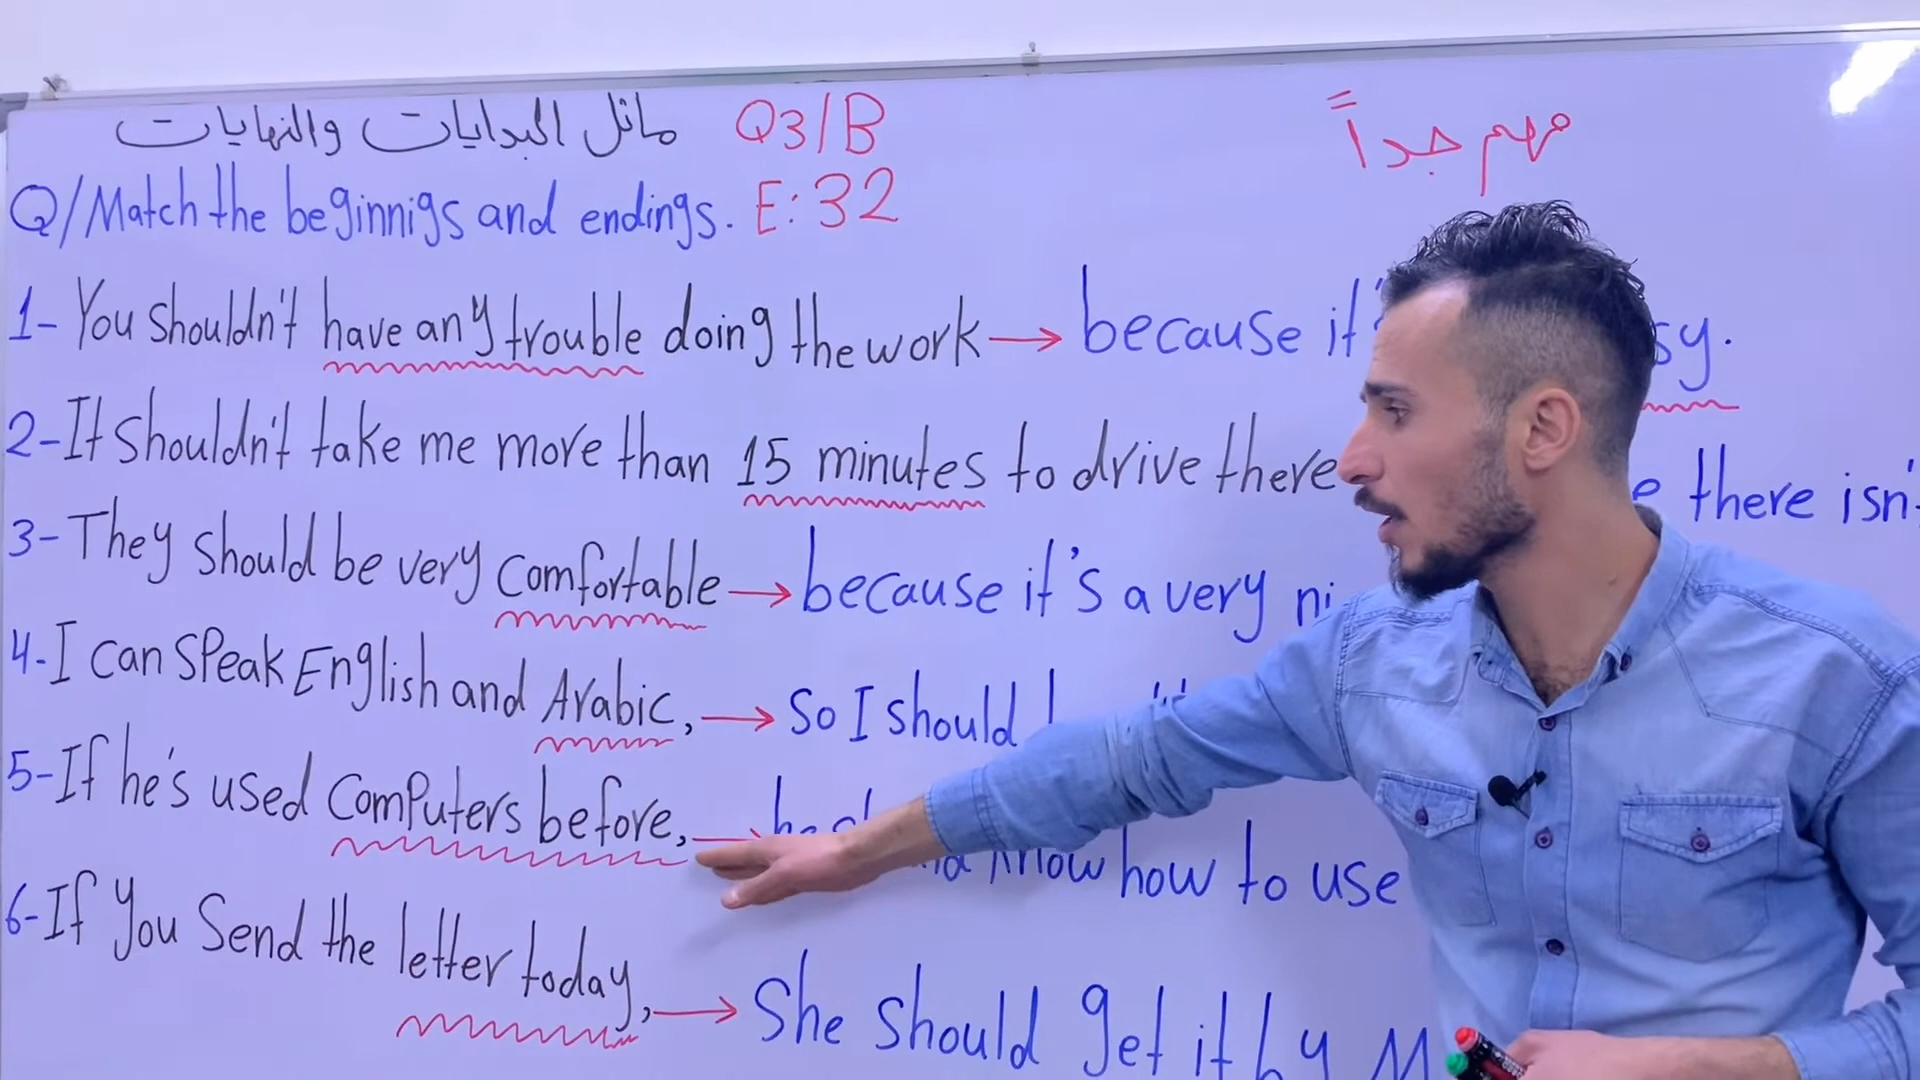 ماثل البدايات والنهايات Q3/B
مهم جداً
Q/Match the beginnigs and endings. E:32
1- You shouldn't have any trouble doing the work → because it's
2- It shouldn't take me more than 15 minutes to drive there there isn't
3- They should be very comfortable → because it's a very
4- I can speak English and Arabic, → So I should
5- If he's used computers before, → know how to use
6- If you send the letter today, → She should get it by